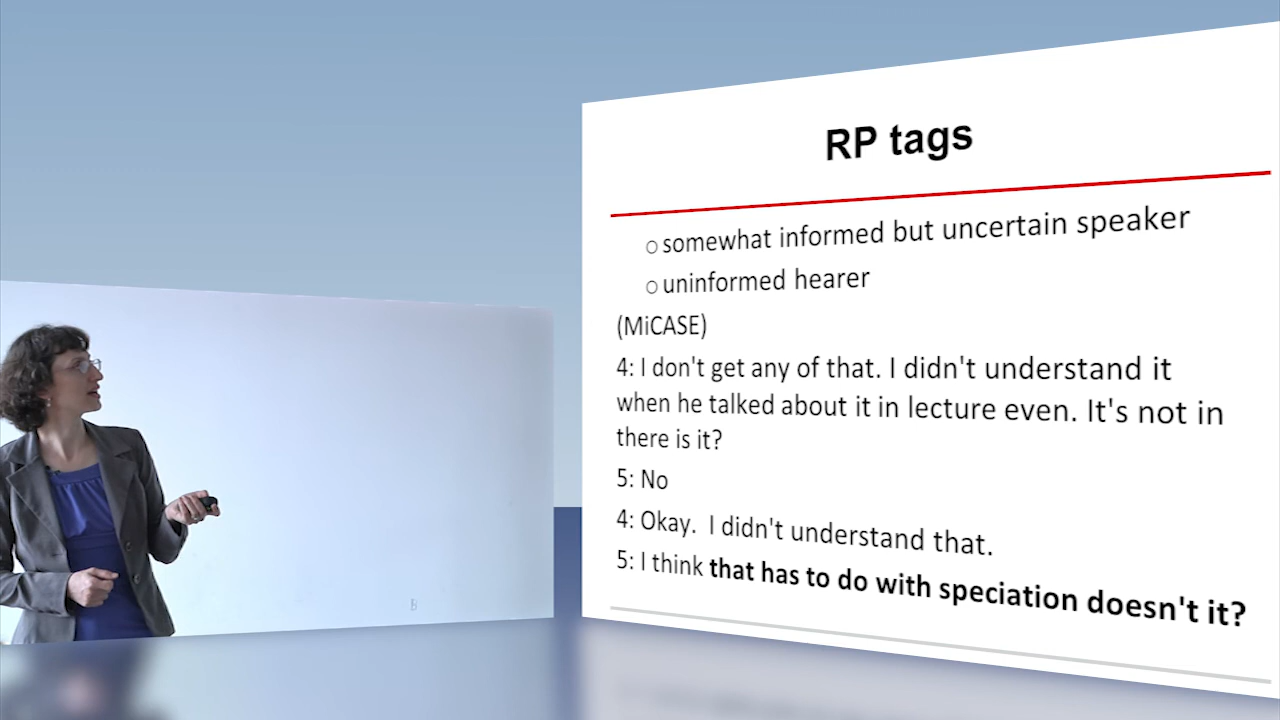 RP tags
○ somewhat informed but uncertain speaker
○ uninformed hearer
(MiCASE)
4: I don't get any of that. I didn't understand it
when he talked about it in lecture even. It's not in
there is it?
5: No
4: Okay. I didn't understand that.
5: I think that has to do with speciation doesn't it?